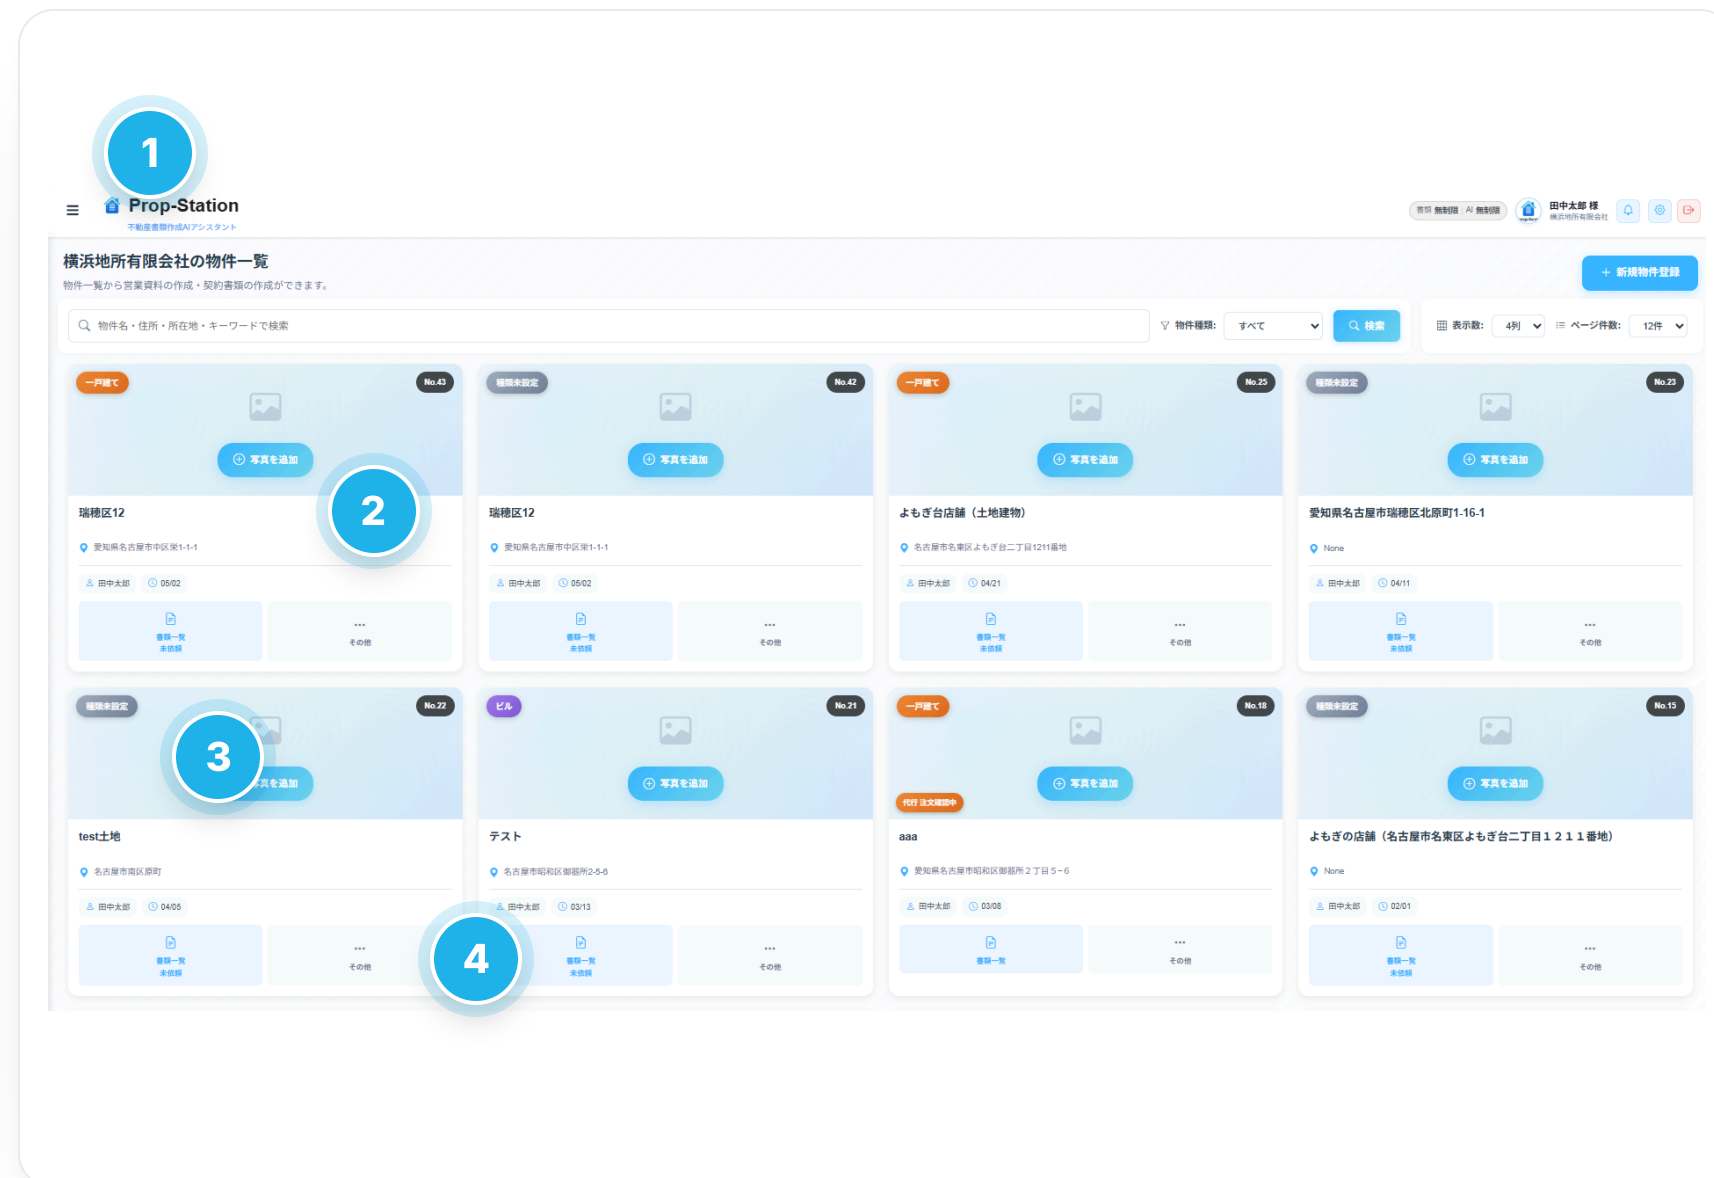 1
Prop-Station
不動産書類作成AIアシスタント
書類 無制限 AI 無制限
田中太郎 様
横浜地所有限会社
横浜地所有限会社の物件一覧
物件一覧から営業資料の作成・契約書類の作成ができます。
+ 新規物件登録
物件名・住所・所在地・キーワードで検索
物件種類:
すべて
検索
表示数:
4列
ページ件数:
12件
一戸建て
No.43
写真を追加
瑞穂区12
2
愛知県名古屋市中区栄1-1-1
田中太郎
05/02
書類一覧
未依頼
その他
種類未設定
No.42
写真を追加
瑞穂区12
愛知県名古屋市中区栄1-1-1
田中太郎
05/02
書類一覧
未依頼
その他
一戸建て
No.25
写真を追加
よもぎ台店舗（土地建物）
名古屋市名東区よもぎ台二丁目1211番地
田中太郎
04/21
書類一覧
未依頼
その他
種類未設定
No.23
写真を追加
愛知県名古屋市瑞穂区北原町1-16-1
None
田中太郎
04/11
書類一覧
未依頼
その他
種類未設定
No.22
3
写真を追加
test土地
名古屋市南区原町
田中太郎
04/05
書類一覧
未依頼
その他
4
ビル
No.21
写真を追加
テスト
名古屋市昭和区御器所2-5-6
田中太郎
03/13
書類一覧
未依頼
その他
一戸建て
No.18
写真を追加
代行 注文確認中
aaa
愛知県名古屋市昭和区御器所２丁目５−６
田中太郎
03/08
書類一覧
その他
種類未設定
No.15
写真を追加
よもぎの店舗（名古屋市名東区よもぎ台二丁目１２１１番地）
None
田中太郎
02/01
書類一覧
未依頼
その他